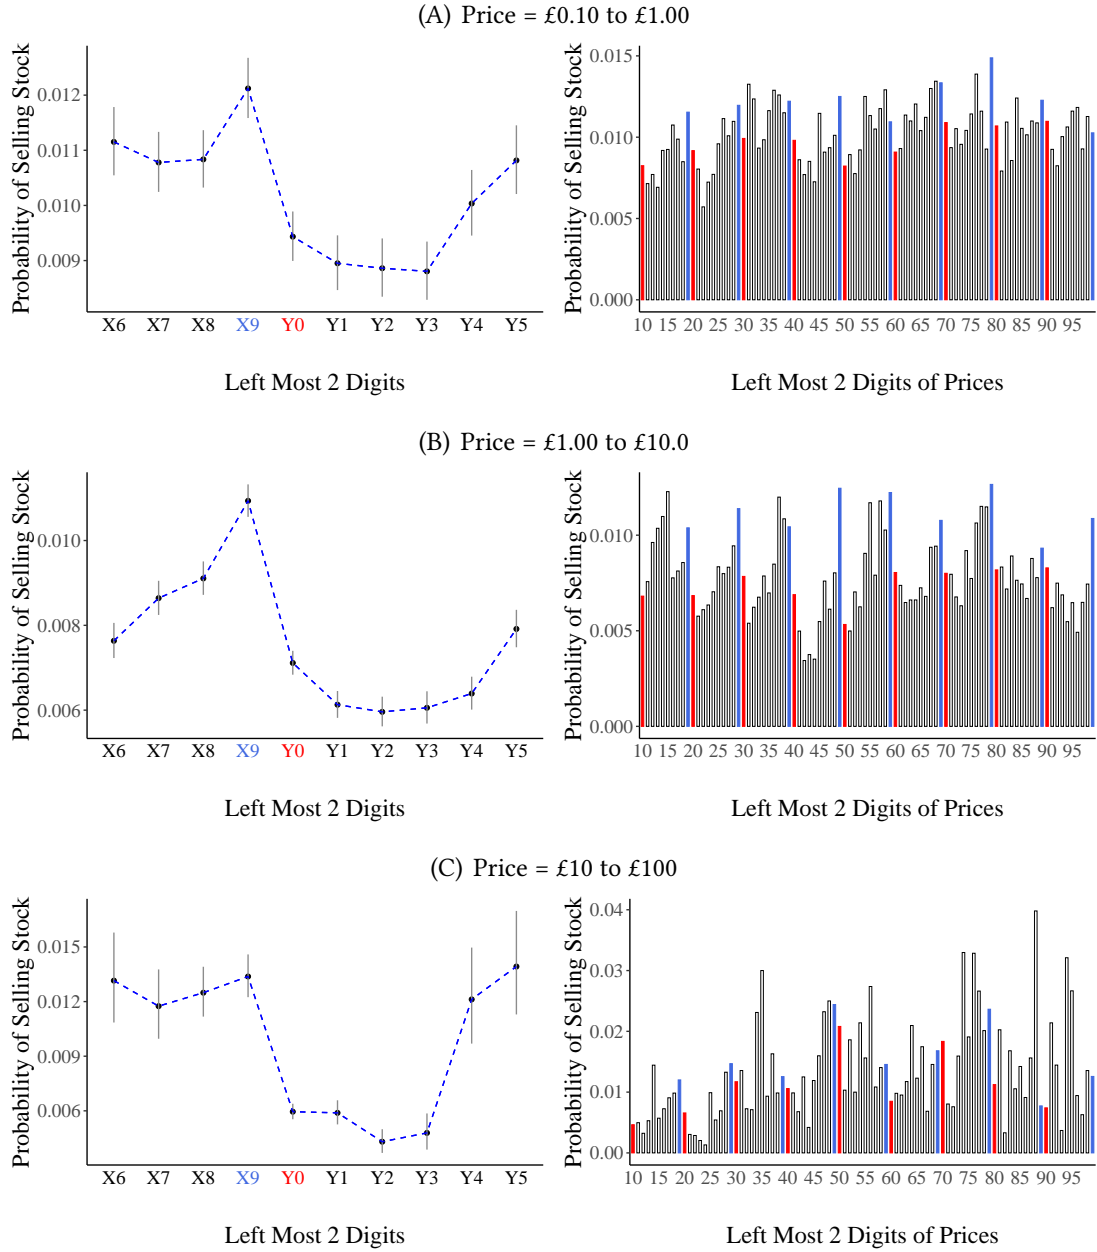 (A) Price = £0.10 to £1.00
Probability of Selling Stock
0.012
0.011
0.010
0.009
X6 X7 X8 X9 Y0 Y1 Y2 Y3 Y4 Y5
Left Most 2 Digits
Probability of Selling Stock
0.015
0.010
0.005
0.000
10 15 20 25 30 35 40 45 50 55 60 65 70 75 80 85 90 95
Left Most 2 Digits of Prices
(B) Price = £1.00 to £10.0
Probability of Selling Stock
0.010
0.008
0.006
X6 X7 X8 X9 Y0 Y1 Y2 Y3 Y4 Y5
Left Most 2 Digits
Probability of Selling Stock
0.010
0.005
0.000
10 15 20 25 30 35 40 45 50 55 60 65 70 75 80 85 90 95
Left Most 2 Digits of Prices
(C) Price = £10 to £100
Probability of Selling Stock
0.015
0.012
0.009
0.006
X6 X7 X8 X9 Y0 Y1 Y2 Y3 Y4 Y5
Left Most 2 Digits
Probability of Selling Stock
0.04
0.03
0.02
0.01
0.00
10 15 20 25 30 35 40 45 50 55 60 65 70 75 80 85 90 95
Left Most 2 Digits of Prices